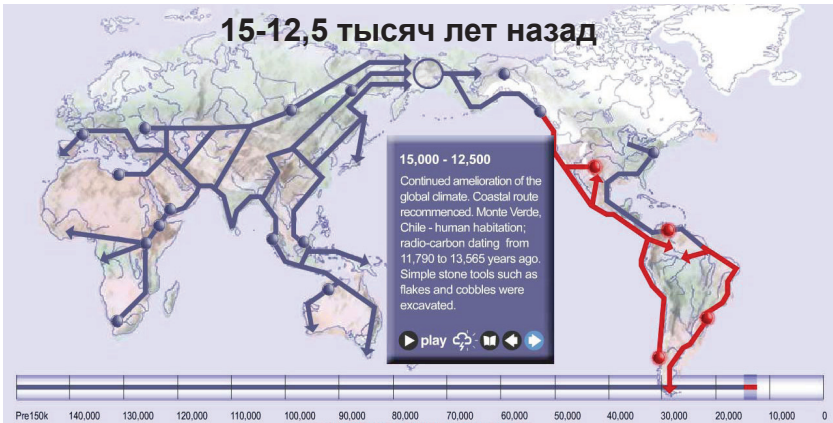 15-12,5 тысяч лет назад
15,000 - 12,500
Continued amelioration of the
global climate. Coastal route
recommenced. Monte Verde,
Chile - human habitation;
radio-carbon dating from
11,790 to 13,565 years ago.
Simple stone tools such as
flakes and cobbles were
excavated.
play
Pre150k 140,000 130,000 120,000 110,000 100,000 90,000 80,000 70,000 60,000 50,000 40,000 30,000 20,000 10,000 0